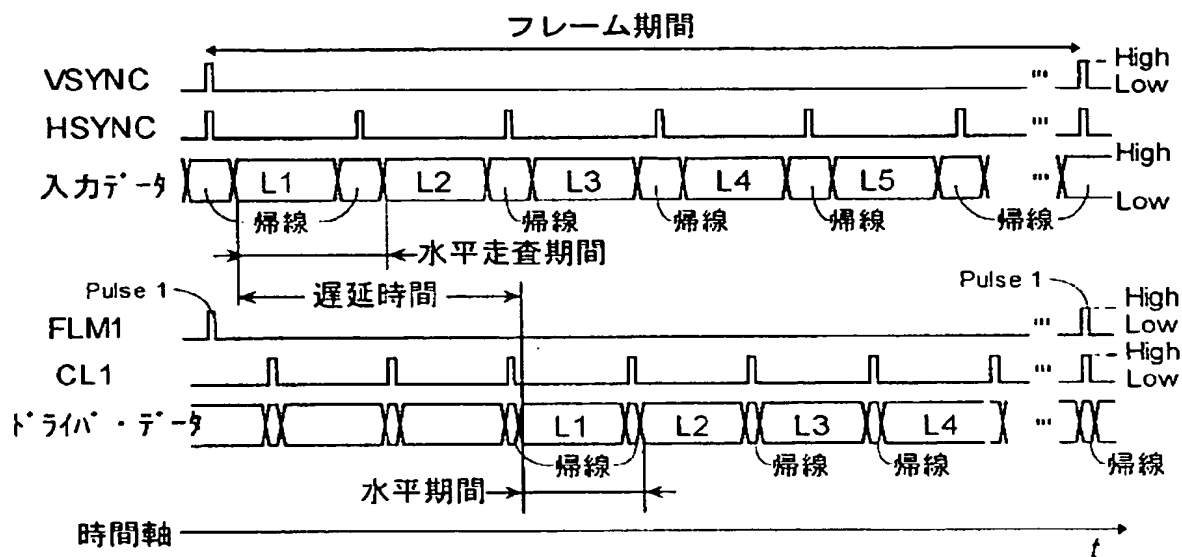 フレーム期間
VSYNC
... High
Low
HSYNC
...
入力データ L1 L2 L3 L4 L5 ... High
Low
帰線 帰線 帰線 帰線 帰線
水平走査期間
Pulse 1 遅延時間 Pulse 1
FLM1 ... High
Low
CL1 ... High
Low
ドライバ・データ L1 L2 L3 L4 ...
帰線 帰線 帰線 帰線
水平期間
時間軸 t